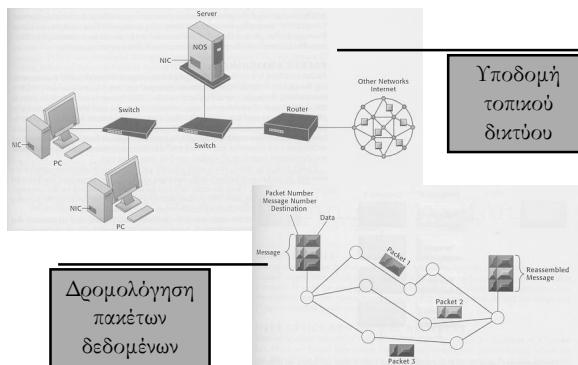 Server
NOS
NIC
Υποδομή
τοπικού
δικτύου
Other Networks
Internet
Switch
Router
Switch
NIC
PC
NIC
PC
Packet Number
Message Number
Destination
Data
Message
Packet 1
Reassembled
Message
Packet 2
Packet 3
Δρομολόγηση
πακέτων
δεδομένων